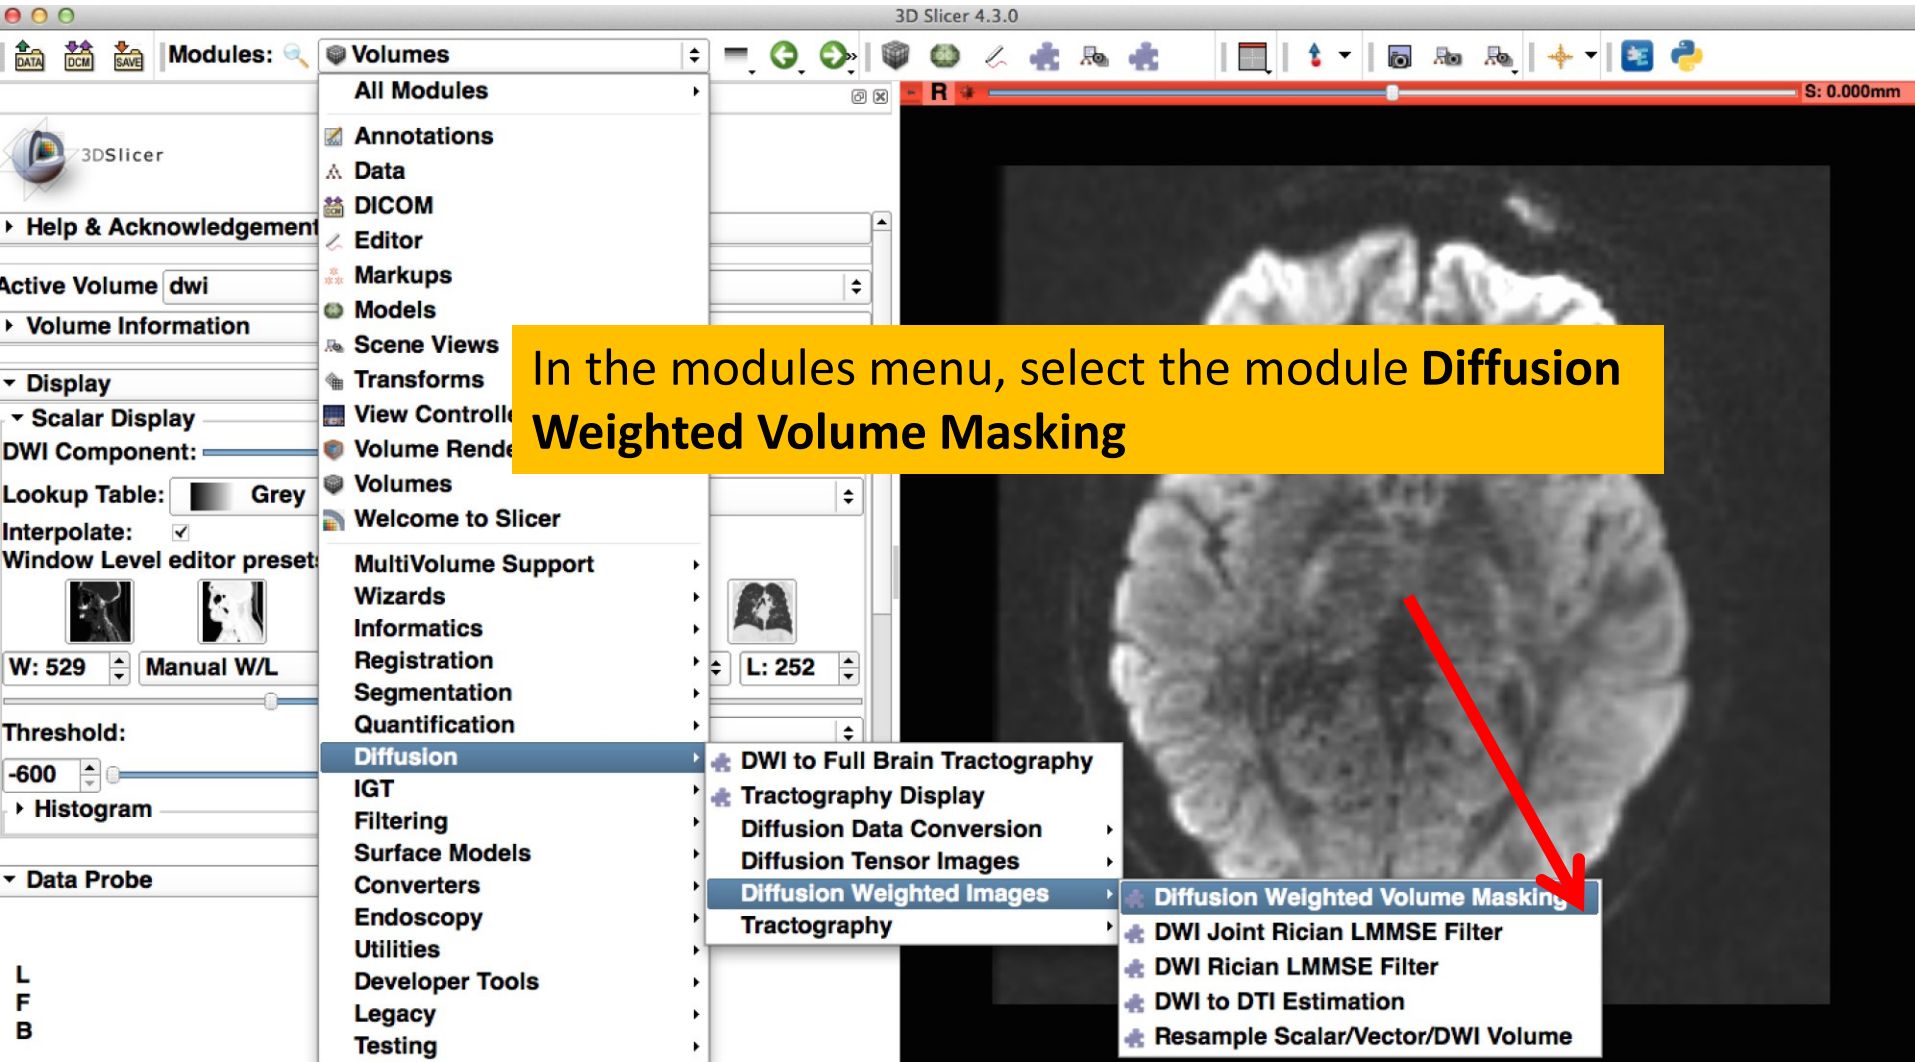 3D Slicer 4.3.0
DATA DCM SAVE Modules: Volumes
R S: 0.000mm
3DSlicer
Help & Acknowledgement
Active Volume dwi
Volume Information
Display
Scalar Display
DWI Component:
Lookup Table: Grey
Interpolate:
Window Level editor presets
W: 529 Manual W/L L: 252
Threshold:
-600
Histogram
Data Probe
L
F
B
All Modules
Annotations
Data
DICOM
Editor
Markups
Models
Scene Views
Transforms
View Controlle
Volume Rende
Volumes
Welcome to Slicer
MultiVolume Support
Wizards
Informatics
Registration
Segmentation
Quantification
Diffusion
IGT
Filtering
Surface Models
Converters
Endoscopy
Utilities
Developer Tools
Legacy
Testing
In the modules menu, select the module Diffusion
Weighted Volume Masking
DWI to Full Brain Tractography
Tractography Display
Diffusion Data Conversion
Diffusion Tensor Images
Diffusion Weighted Images
Tractography
Diffusion Weighted Volume Masking
DWI Joint Rician LMMSE Filter
DWI Rician LMMSE Filter
DWI to DTI Estimation
Resample Scalar/Vector/DWI Volume